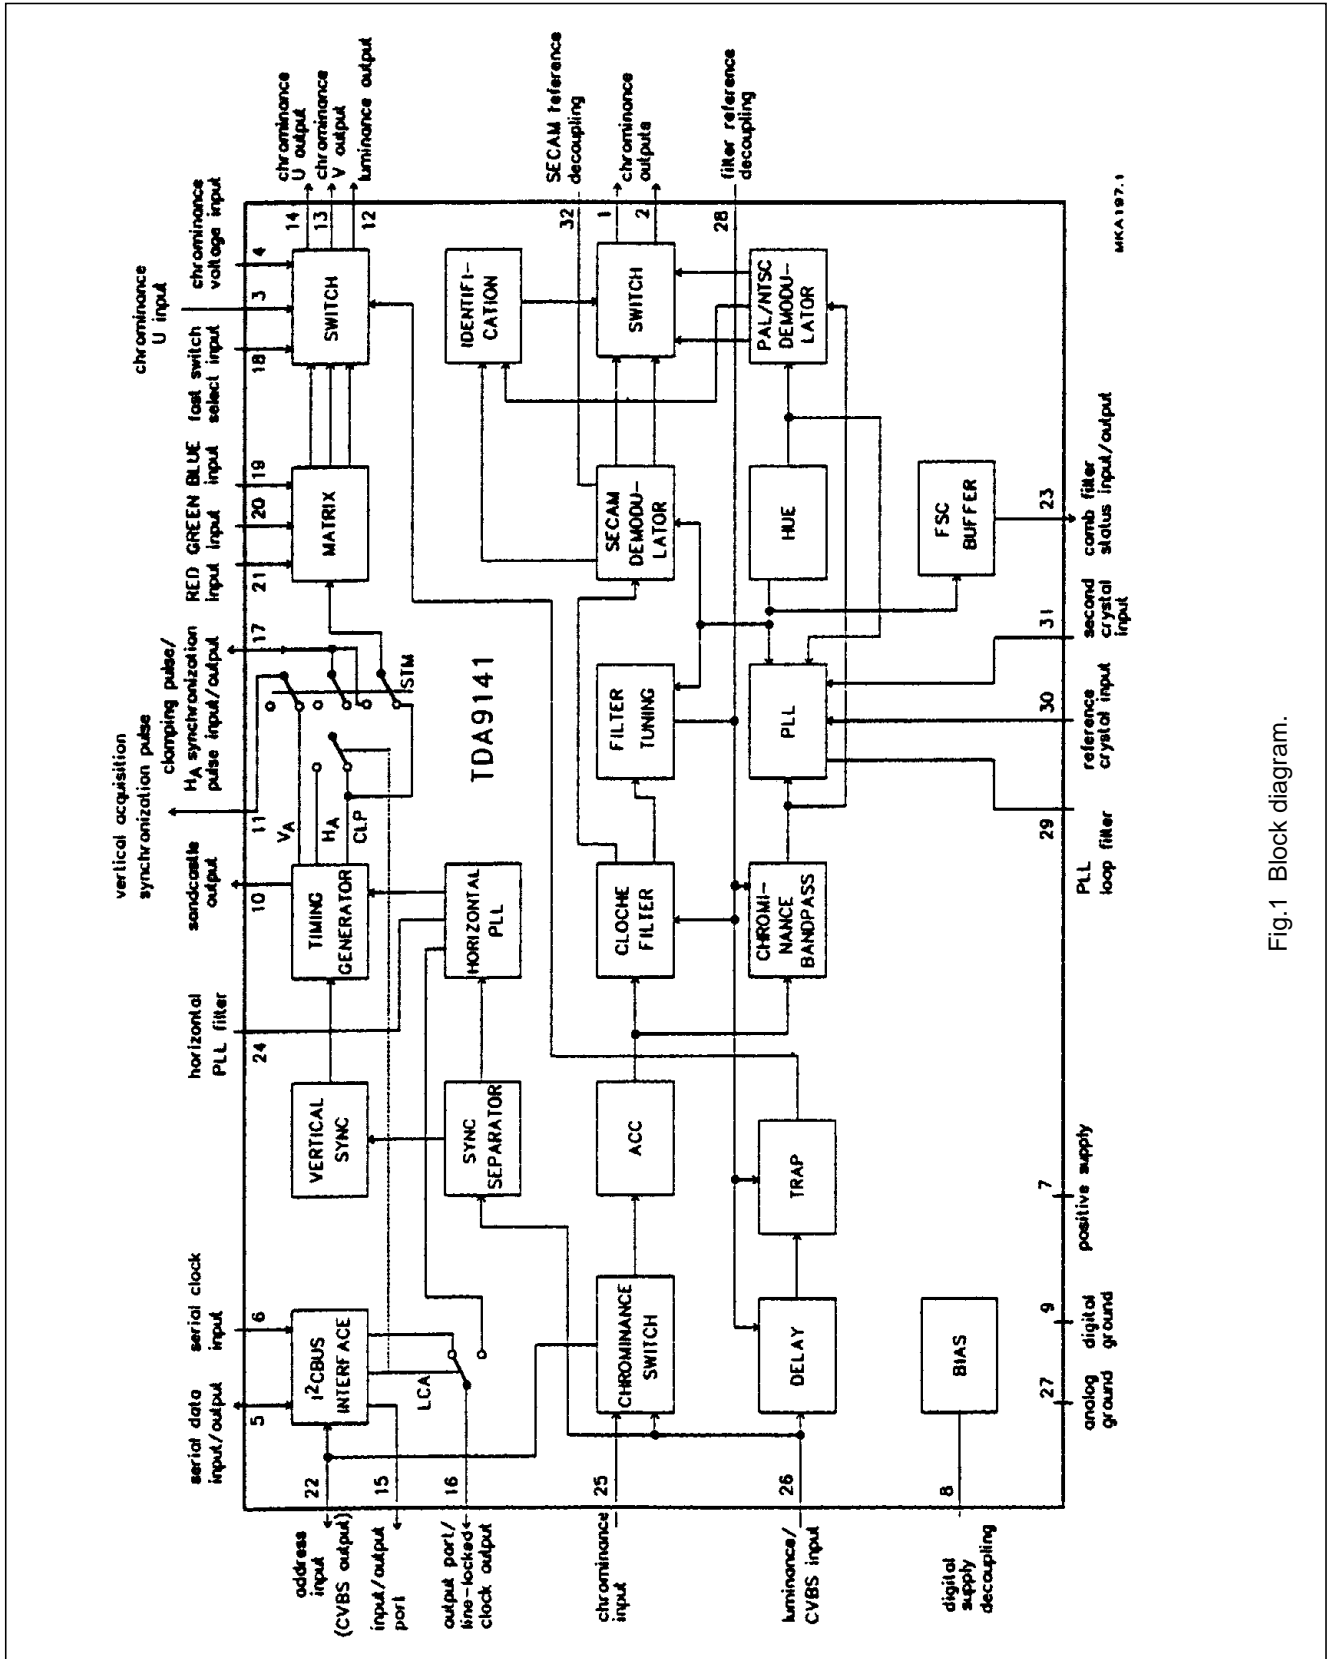 chrominance
U output
chrominance
V output
luminance output
SECAM reference
decoupling
chrominance
outputs
filter reference
decoupling
MKA197.1
14
13
12
32
1
2
28
chrominance
voltage input
4
chrominance
U input
3
fast switch
select input
18
SWITCH
IDENTIFI-
CATION
SWITCH
PAL/NTSC
DEMODU-
LATOR
BLUE
input
19
GREEN
input
20
RED
input
21
MATRIX
SECAM
DEMODU-
LATOR
HUE
FSC
BUFFER
23
comb filter
status input/output
31
second
crystal
input
30
reference
crystal input
29
PLL
loop filter
clamping pulse/
HA synchronization
pulse input/output
17
vertical acquisition
synchronization pulse
11
STM
VA
HA
CLP
TDA9141
FILTER
TUNING
PLL
sandcastle
output
10
TIMING
GENERATOR
HORIZONTAL
PLL
CLOCHE
FILTER
CHROMI-
NANCE
BANDPASS
horizontal
PLL filter
24
VERTICAL
SYNC
SYNC
SEPARATOR
ACC
TRAP
7
positive supply
serial clock
input
6
serial data
input/output
5
I2CBUS
INTERFACE
LCA
CHROMINANCE
SWITCH
DELAY
BIAS
9
digital
ground
27
analog
ground
22
15
16
25
26
8
address
input
(CVBS output)
input/output
port
output port/
line-locked
clock output
chrominance
input
luminance/
CVBS input
digital
supply
decoupling
Fig.1 Block diagram.